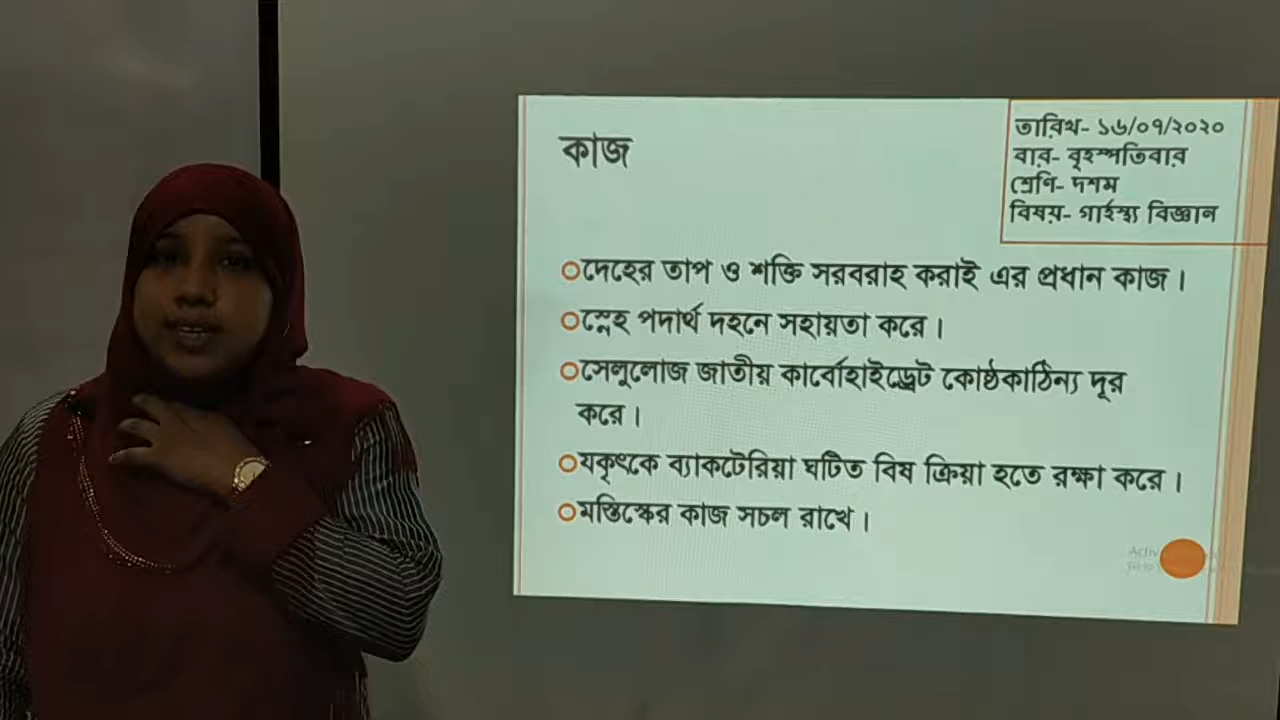 কাজ
তারিখ- ১৬/০৭/২০২০
বার- বৃহস্পতিবার
শ্রেণি- দশম
বিষয়- গার্হস্থ্য বিজ্ঞান
দেহের তাপ ও শক্তি সরবরাহ করাই এর প্রধান কাজ।
স্নেহ পদার্থ দহনে সহায়তা করে।
সেলুলোজ জাতীয় কার্বোহাইড্রেট কোষ্ঠকাঠিন্য দূর
করে।
যকৃৎকে ব্যাকটেরিয়া ঘটিত বিষ ক্রিয়া হতে রক্ষা করে।
মস্তিস্কের কাজ সচল রাখে।
Activ